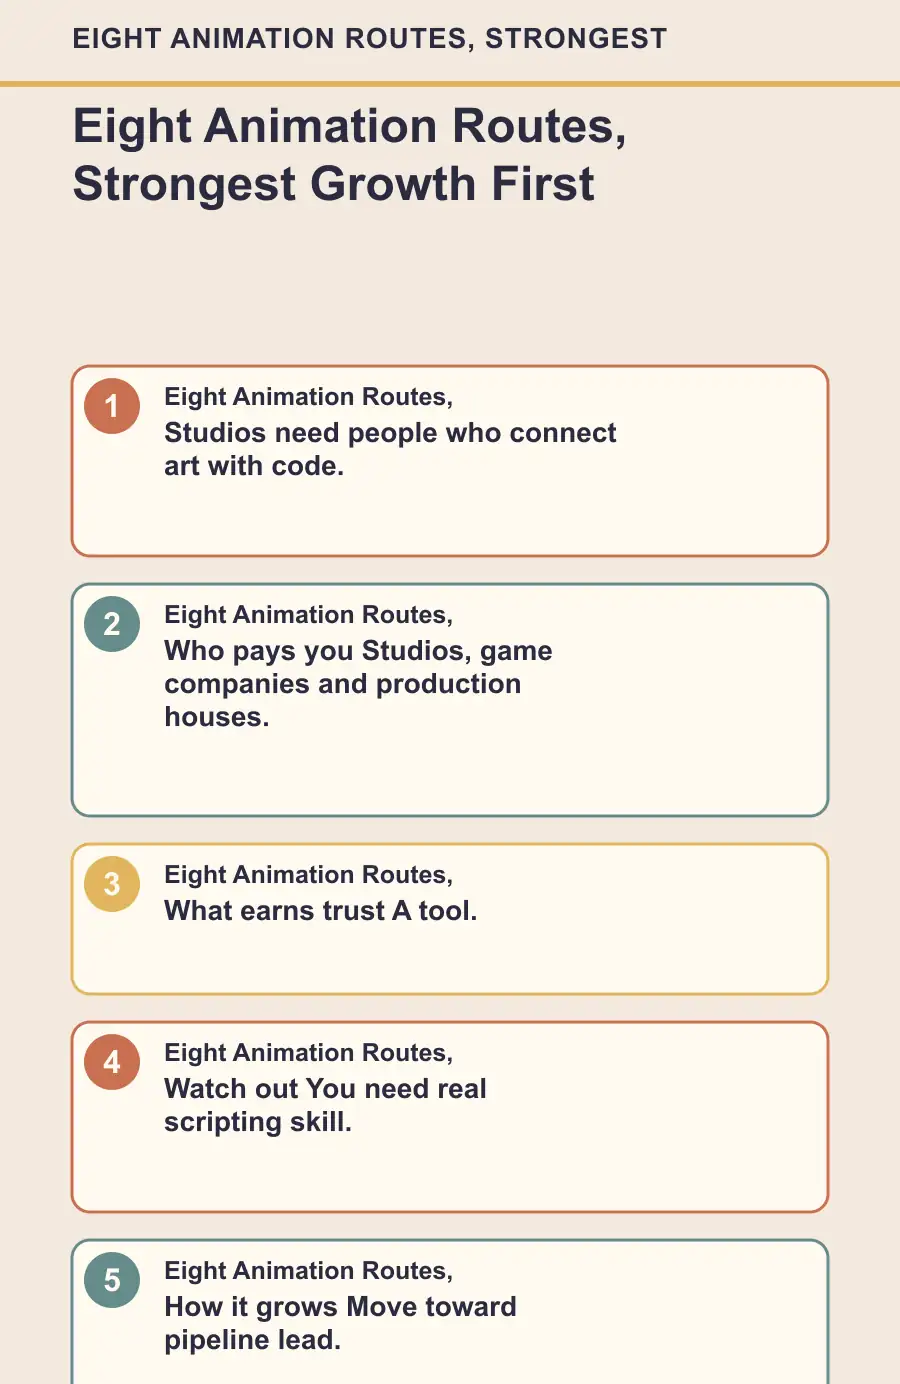 EIGHT ANIMATION ROUTES, STRONGEST
Eight Animation Routes,
Strongest Growth First
1
Eight Animation Routes,
Studios need people who connect
art with code.
2
Eight Animation Routes,
Who pays you Studios, game
companies and production
houses.
3
Eight Animation Routes,
What earns trust A tool.
4
Eight Animation Routes,
Watch out You need real
scripting skill.
5
Eight Animation Routes,
How it grows Move toward
pipeline lead.